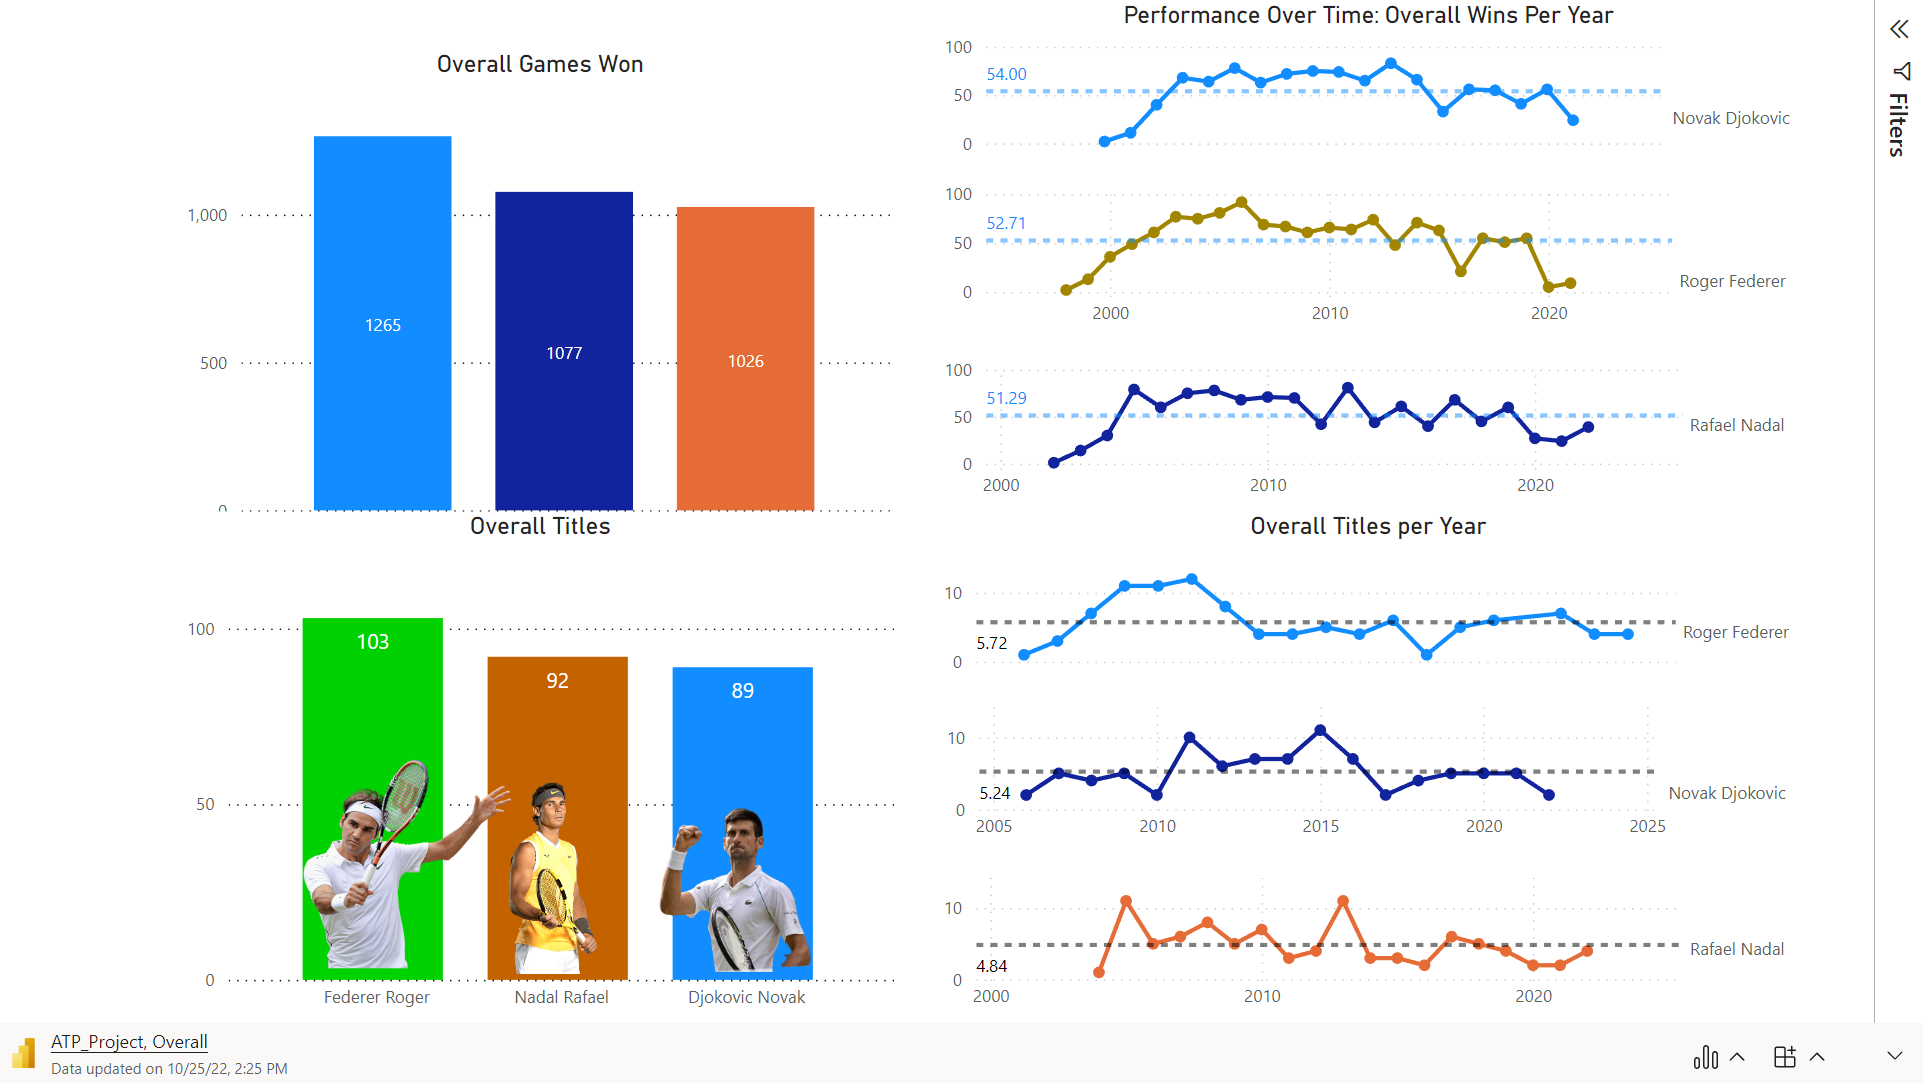 Overall Games Won
1,000
500
0
1265
1077
1026
Performance Over Time: Overall Wins Per Year
100
54.00
50
0
Novak Djokovic
100
52.71
50
0
Roger Federer
2000 2010 2020
100
51.29
50
0
Rafael Nadal
2000 2010 2020
Filters
Overall Titles
100
50
0
103
92
89
Federer Roger Nadal Rafael Djokovic Novak
Overall Titles per Year
10
5.72
0
Roger Federer
10
5.24
0
Novak Djokovic
2005 2010 2015 2020 2025
10
4.84
0
Rafael Nadal
2000 2010 2020
ATP_Project, Overall
Data updated on 10/25/22, 2:25 PM